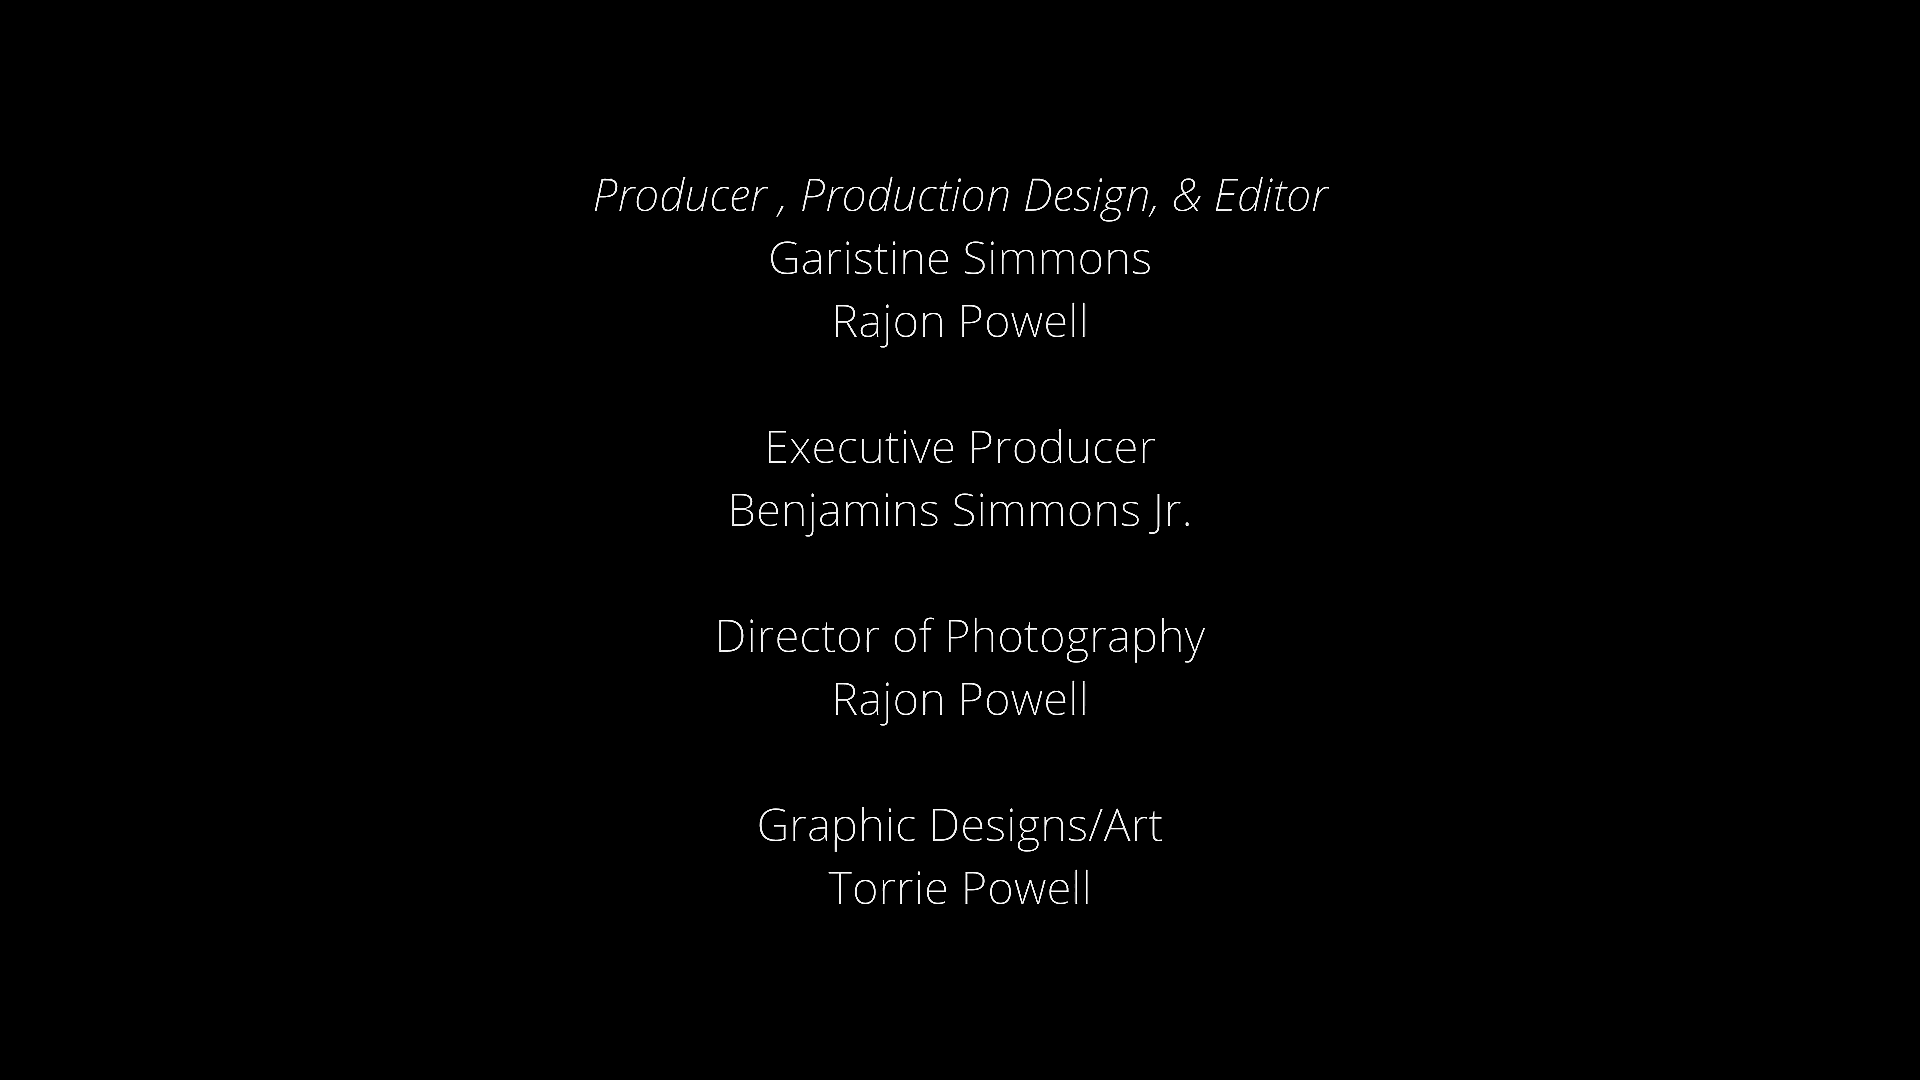 Producer , Production Design, & Editor
Garistine Simmons
Rajon Powell
Executive Producer
Benjamins Simmons Jr.
Director of Photography
Rajon Powell
Graphic Designs/Art
Torrie Powell